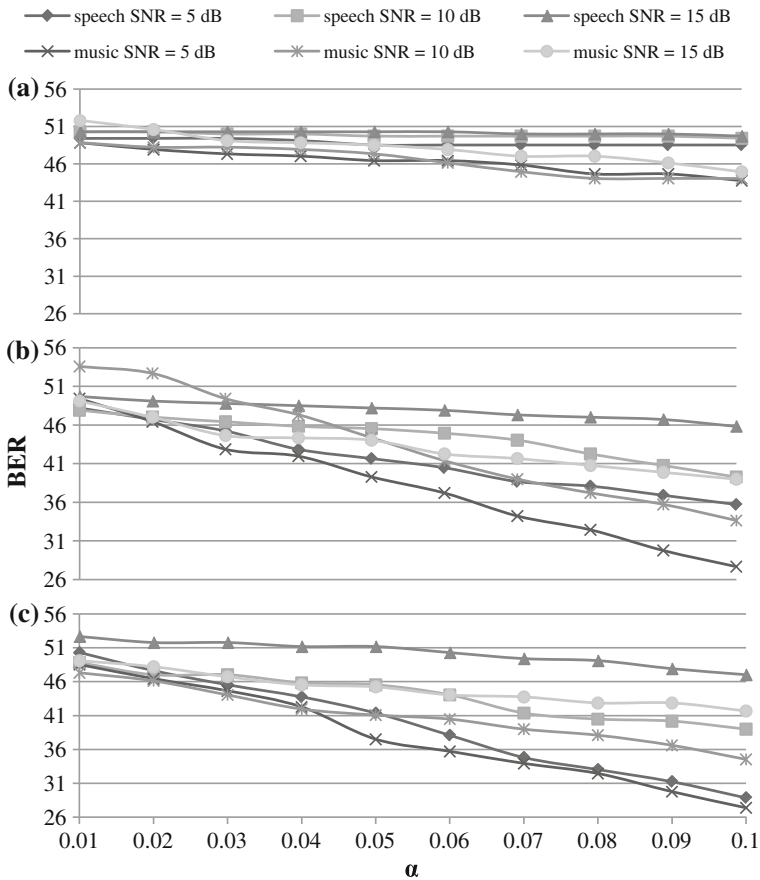 speech SNR = 5 dB speech SNR = 10 dB speech SNR = 15 dB
music SNR = 5 dB music SNR = 10 dB music SNR = 15 dB
(a)
56
51
46
41
36
31
26
(b)
56
51
46
41
36
31
26
BER
(c)
56
51
46
41
36
31
26
0.01 0.02 0.03 0.04 0.05 0.06 0.07 0.08 0.09 0.1
α